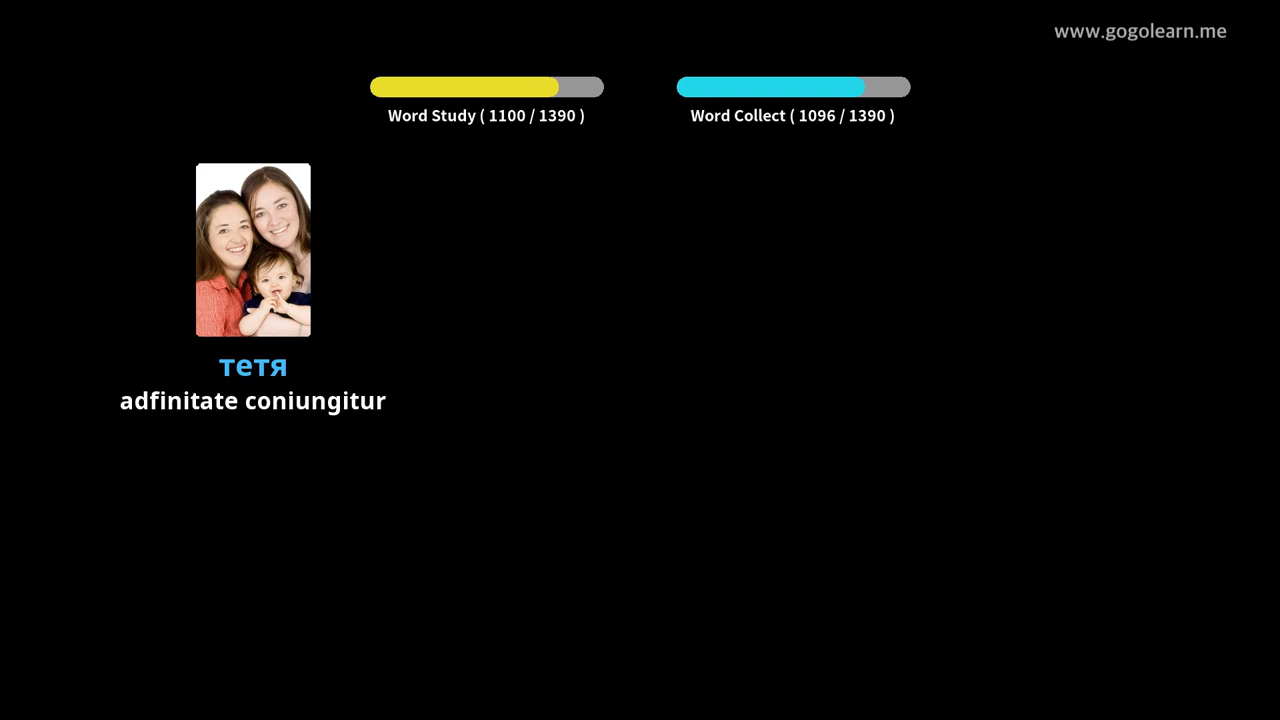 www.gogolearn.me
Word Study ( 1100 / 1390 )
Word Collect ( 1096 / 1390 )
тетя
adfinitate coniungitur